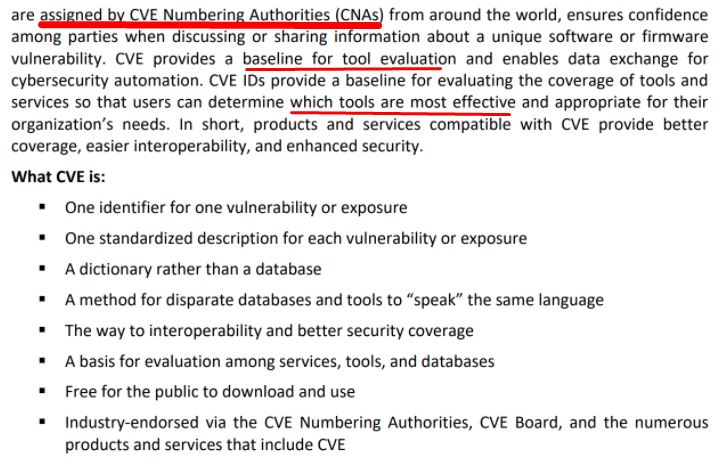 are assigned by CVE Numbering Authorities (CNAs) from around the world, ensures confidence
among parties when discussing or sharing information about a unique software or firmware
vulnerability. CVE provides a baseline for tool evaluation and enables data exchange for
cybersecurity automation. CVE IDs provide a baseline for evaluating the coverage of tools and
services so that users can determine which tools are most effective and appropriate for their
organization’s needs. In short, products and services compatible with CVE provide better
coverage, easier interoperability, and enhanced security.
What CVE is:
▪ One identifier for one vulnerability or exposure
▪ One standardized description for each vulnerability or exposure
▪ A dictionary rather than a database
▪ A method for disparate databases and tools to “speak” the same language
▪ The way to interoperability and better security coverage
▪ A basis for evaluation among services, tools, and databases
▪ Free for the public to download and use
▪ Industry-endorsed via the CVE Numbering Authorities, CVE Board, and the numerous
products and services that include CVE